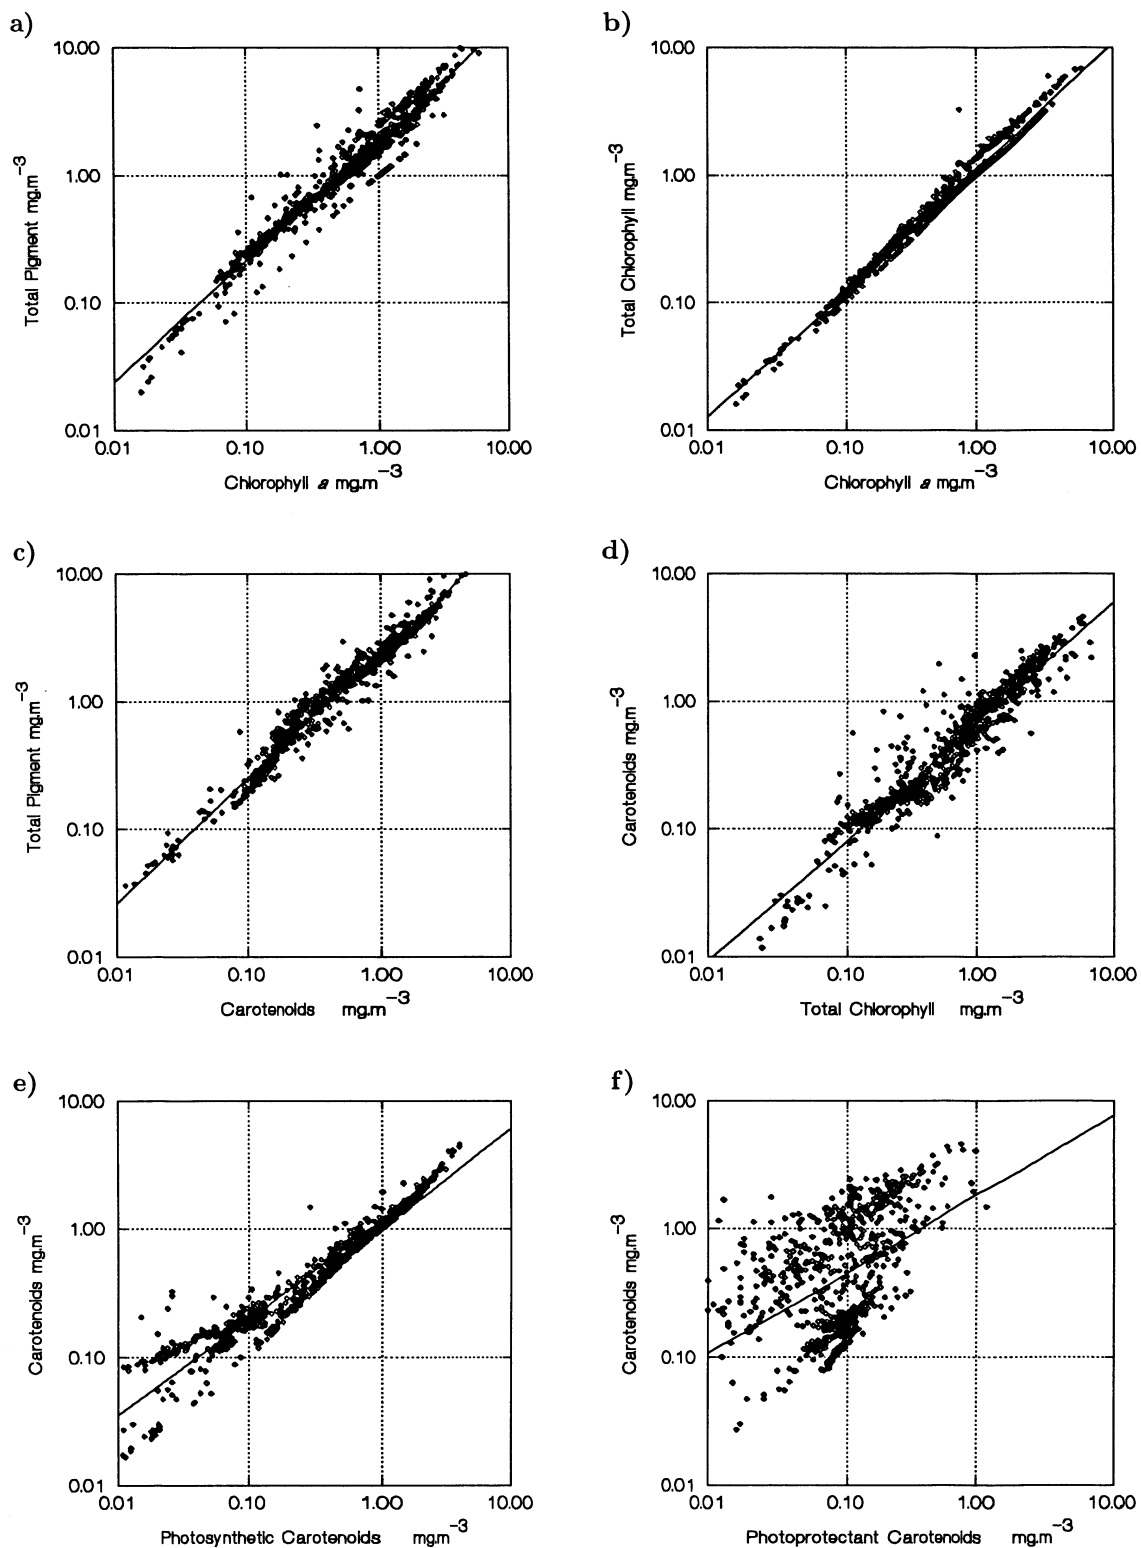 a)
10.00
1.00
0.10
0.01
Total Pigment mg.m-3
0.01 0.10 1.00 10.00
Chlorophyll a mg.m-3
b)
10.00
1.00
0.10
0.01
Total Chlorophyll mg.m-3
0.01 0.10 1.00 10.00
Chlorophyll a mg.m-3
c)
10.00
1.00
0.10
0.01
Total Pigment mg.m-3
0.01 0.10 1.00 10.00
Carotenoids mg.m-3
d)
10.00
1.00
0.10
0.01
Carotenoids mg.m-3
0.01 0.10 1.00 10.00
Total Chlorophyll mg.m-3
e)
10.00
1.00
0.10
0.01
Carotenoids mg.m-3
0.01 0.10 1.00 10.00
Photosynthetic Carotenoids mg.m-3
f)
10.00
1.00
0.10
0.01
Carotenoids mg.m-3
0.01 0.10 1.00 10.00
Photoprotectant Carotenoids mg.m-3